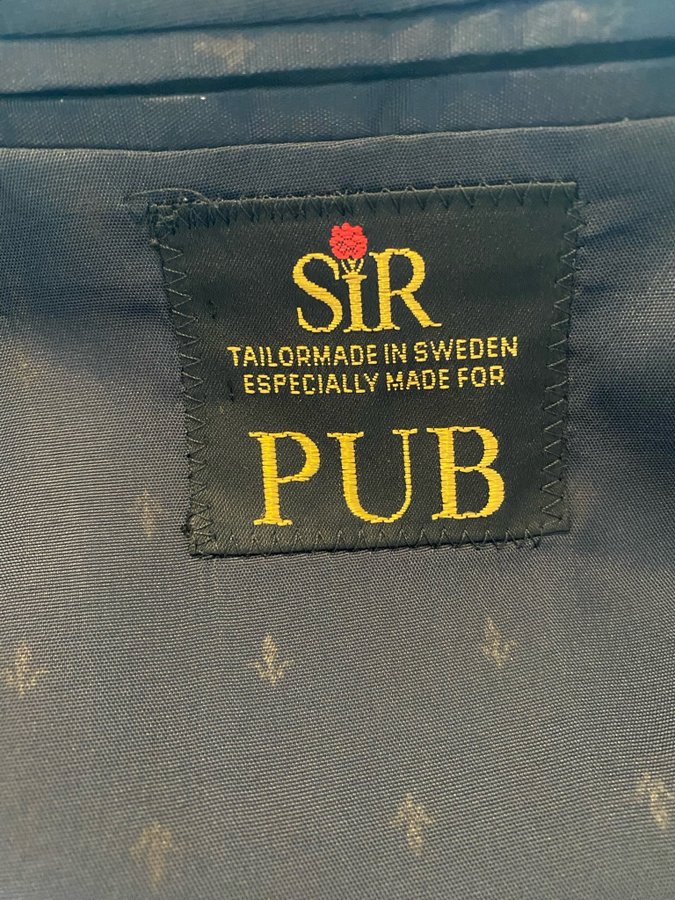 SiR
TAILORMADE IN SWEDEN
ESPECIALLY MADE FOR
PUB